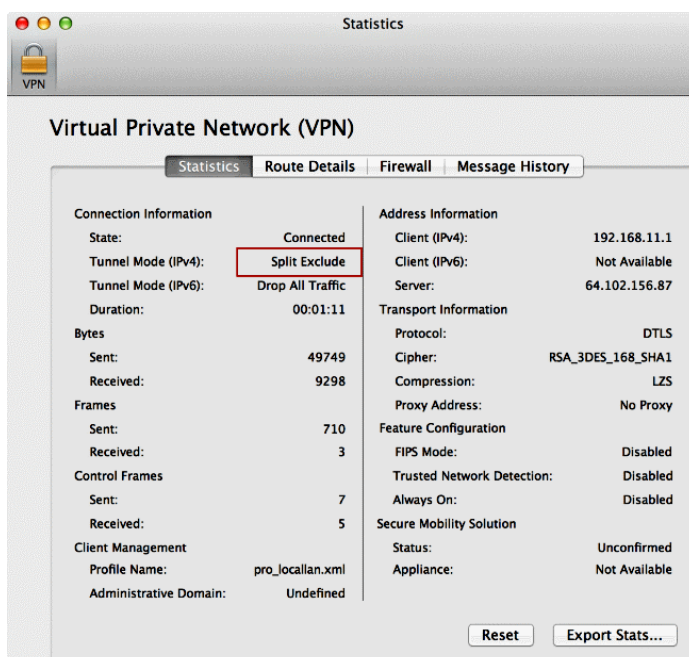 Statistics
VPN
Virtual Private Network (VPN)
Statistics Route Details Firewall Message History
Connection Information
State: Connected
Tunnel Mode (IPv4): Split Exclude
Tunnel Mode (IPv6): Drop All Traffic
Duration: 00:01:11
Bytes
Sent: 49749
Received: 9298
Frames
Sent: 710
Received: 3
Control Frames
Sent: 7
Received: 5
Client Management
Profile Name: pro_locallan.xml
Administrative Domain: Undefined
Address Information
Client (IPv4): 192.168.11.1
Client (IPv6): Not Available
Server: 64.102.156.87
Transport Information
Protocol: DTLS
Cipher: RSA_3DES_168_SHA1
Compression: LZS
Proxy Address: No Proxy
Feature Configuration
FIPS Mode: Disabled
Trusted Network Detection: Disabled
Always On: Disabled
Secure Mobility Solution
Status: Unconfirmed
Appliance: Not Available
Reset Export Stats...